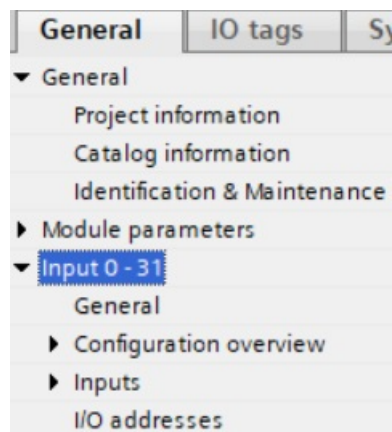 General IO tags Sy
General
Project information
Catalog information
Identification & Maintenance
Module parameters
Input 0 - 31
General
Configuration overview
Inputs
I/O addresses